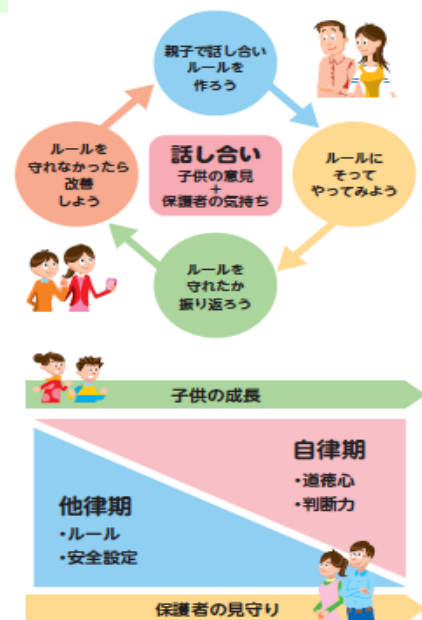 親子で話し合い
ルールを
作ろう
ルールを
守れなかったら
改善
しよう
話し合い
子供の意見
+
保護者の気持ち
ルールに
そって
やってみよう
ルールを
守れたか
振り返ろう
子供の成長
自律期
・道徳心
・判断力
他律期
・ルール
・安全設定
保護者の見守り